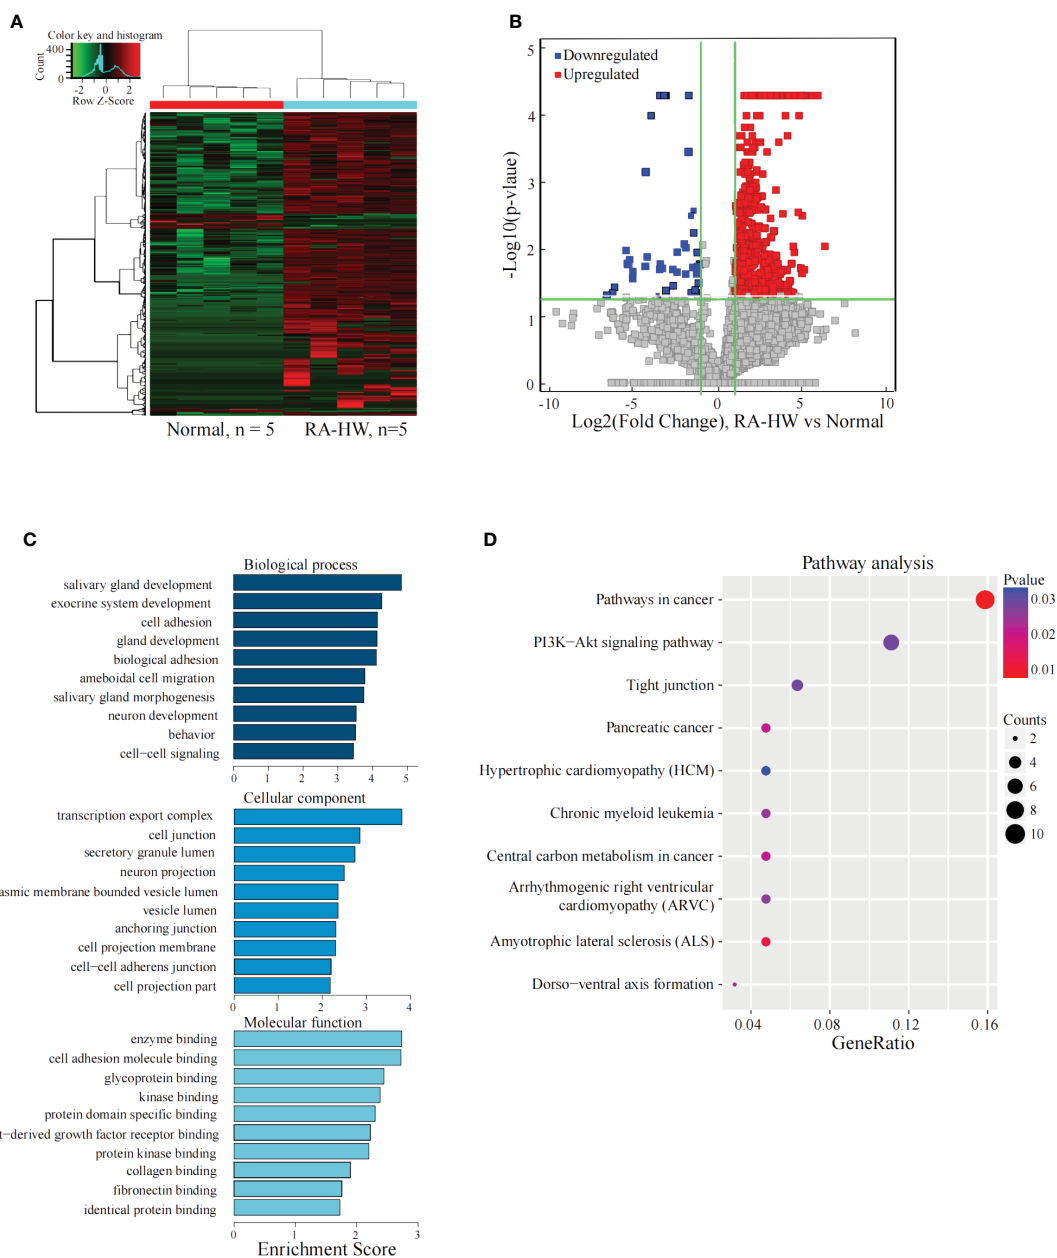 A
Color key and histogram
Count
400
0
-2 0 2
Row Z-Score
Normal, n = 5
RA-HW, n=5
B
Downregulated
Upregulated
-Log10(p-vlaue)
5
4
3
2
1
0
-10 -5 0 5 10
Log2(Fold Change), RA-HW vs Normal
C
Biological process
salivary gland development
exocrine system development
cell adhesion
gland development
biological adhesion
ameboidal cell migration
salivary gland morphogenesis
neuron development
behavior
cell−cell signaling
0 1 2 3 4 5
Cellular component
transcription export complex
cell junction
secretory granule lumen
neuron projection
asmic membrane bounded vesicle lumen
vesicle lumen
anchoring junction
cell projection membrane
cell−cell adherens junction
cell projection part
0 1 2 3 4
Molecular function
enzyme binding
cell adhesion molecule binding
glycoprotein binding
kinase binding
protein domain specific binding
t−derived growth factor receptor binding
protein kinase binding
collagen binding
fibronectin binding
identical protein binding
0 1 2 3
Enrichment Score
D
Pathway analysis
Pathways in cancer
PI3K−Akt signaling pathway
Tight junction
Pancreatic cancer
Hypertrophic cardiomyopathy (HCM)
Chronic myeloid leukemia
Central carbon metabolism in cancer
Arrhythmogenic right ventricular
cardiomyopathy (ARVC)
Amyotrophic lateral sclerosis (ALS)
Dorso−ventral axis formation
0.04 0.08 0.12 0.16
GeneRatio
Pvalue
0.03
0.02
0.01
Counts
2
4
6
8
10